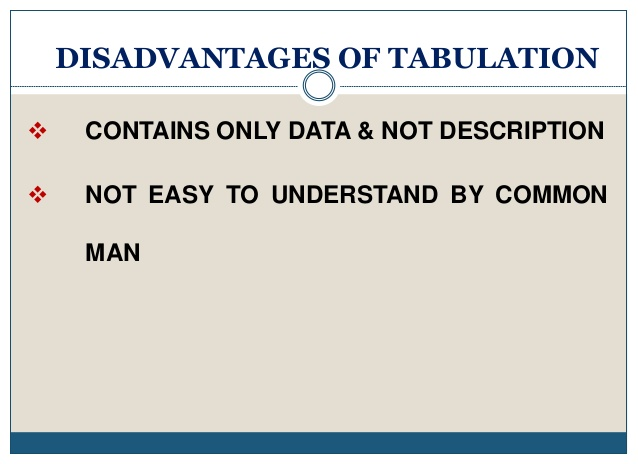 DISADVANTAGES OF TABULATION
CONTAINS ONLY DATA & NOT DESCRIPTION
NOT EASY TO UNDERSTAND BY COMMON
MAN